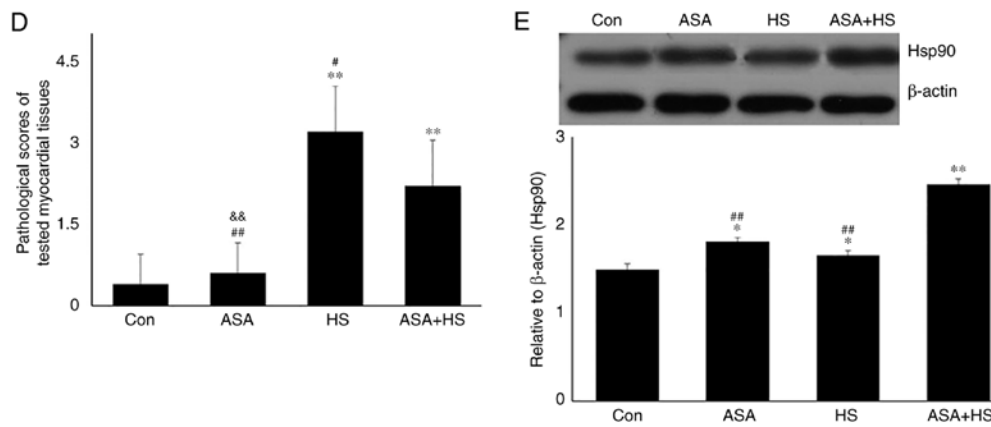 D
Pathological scores of
tested myocardial tissues
4.5
3
1.5
0
&&
##
#
**
**
Con ASA HS ASA+HS
E
Con ASA HS ASA+HS
Hsp90
β-actin
Relative to β-actin (Hsp90)
3
2
1
0
##
*
##
*
**
Con ASA HS ASA+HS